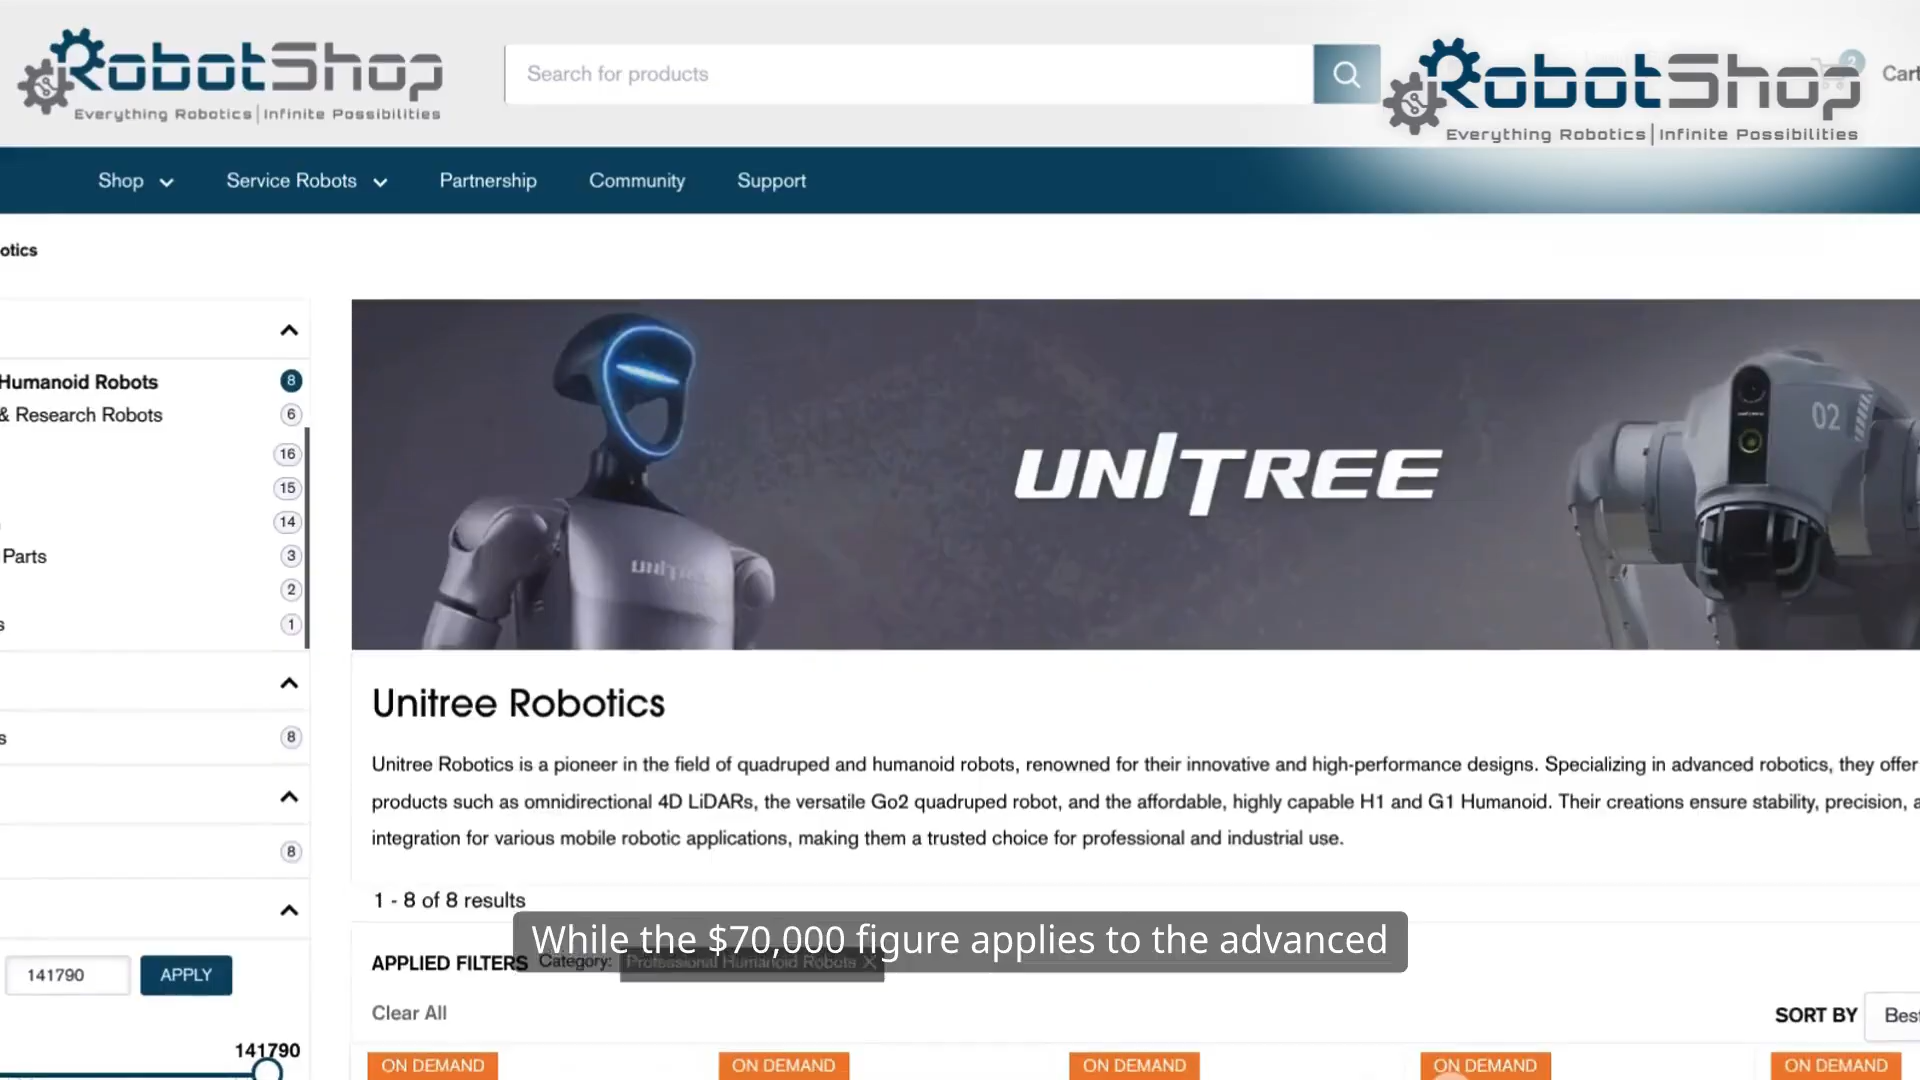 RobotShop
Everything Robotics | Infinite Possibilities
Search for products
RobotShop
Everything Robotics | Infinite Possibilities
2
Cart
Shop
Service Robots
Partnership
Community
Support
otics
Humanoid Robots 8
& Research Robots 6
16
15
14
Parts 3
2
s 1
s 8
8
141790
APPLY
141790
unitree
UNITREE
02
Unitree Robotics
Unitree Robotics is a pioneer in the field of quadruped and humanoid robots, renowned for their innovative and high-performance designs. Specializing in advanced robotics, they offer
products such as omnidirectional 4D LiDARs, the versatile Go2 quadruped robot, and the affordable, highly capable H1 and G1 Humanoid. Their creations ensure stability, precision, a
integration for various mobile robotic applications, making them a trusted choice for professional and industrial use.
1 - 8 of 8 results
While the $70,000 figure applies to the advanced
APPLIED FILTERS Category: Professional Humanoid Robots X
Clear All
SORT BY Best
ON DEMAND
ON DEMAND
ON DEMAND
ON DEMAND
ON DEMAND